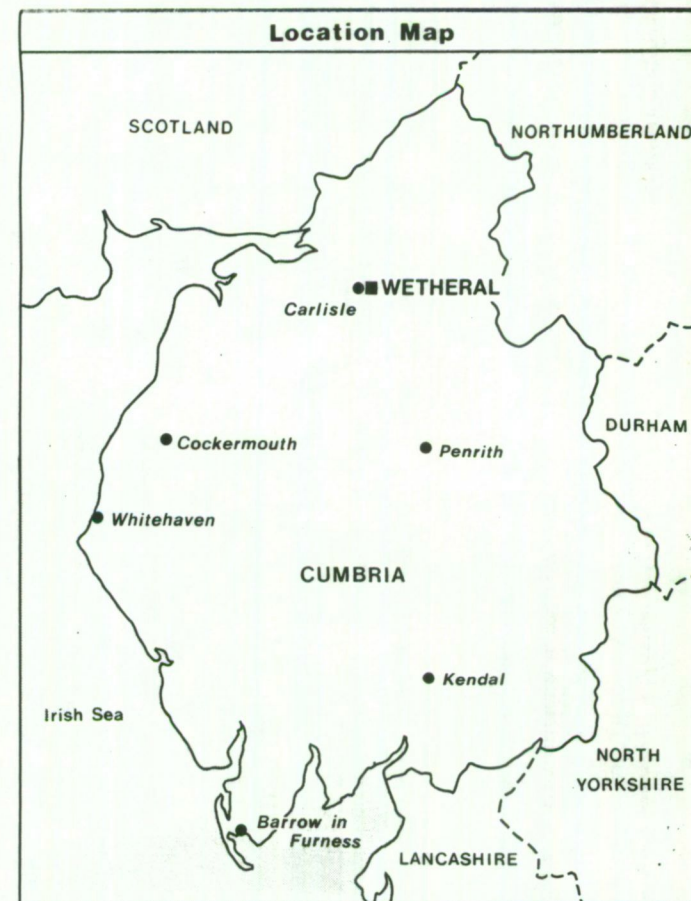 Location Map
SCOTLAND
NORTHUMBERLAND
WETHERAL
Carlisle
DURHAM
Cockermouth
Penrith
Whitehaven
CUMBRIA
Kendal
Irish Sea
NORTH
YORKSHIRE
Barrow in
Furness
LANCASHIRE